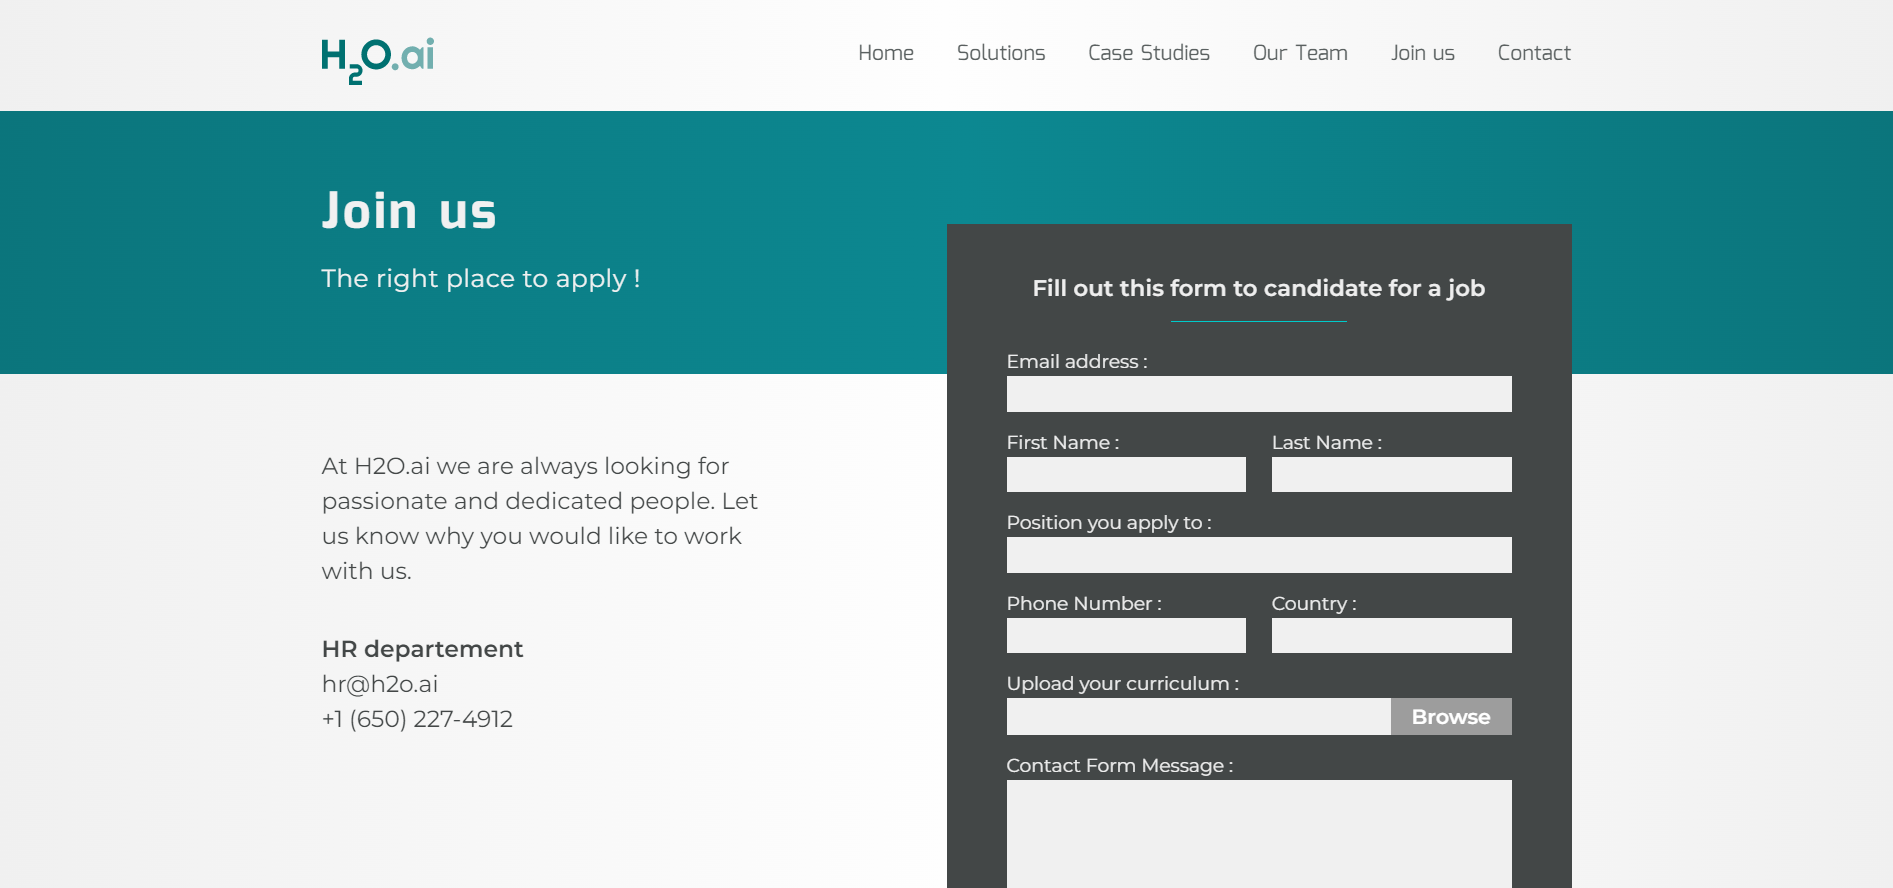 H2O.ai
Home Solutions Case Studies Our Team Join us Contact
Join us
The right place to apply !
At H2O.ai we are always looking for
passionate and dedicated people. Let
us know why you would like to work
with us.
HR departement
hr@h2o.ai
+1 (650) 227-4912
Fill out this form to candidate for a job
Email address :
First Name : Last Name :
Position you apply to :
Phone Number : Country :
Upload your curriculum :
Browse
Contact Form Message :